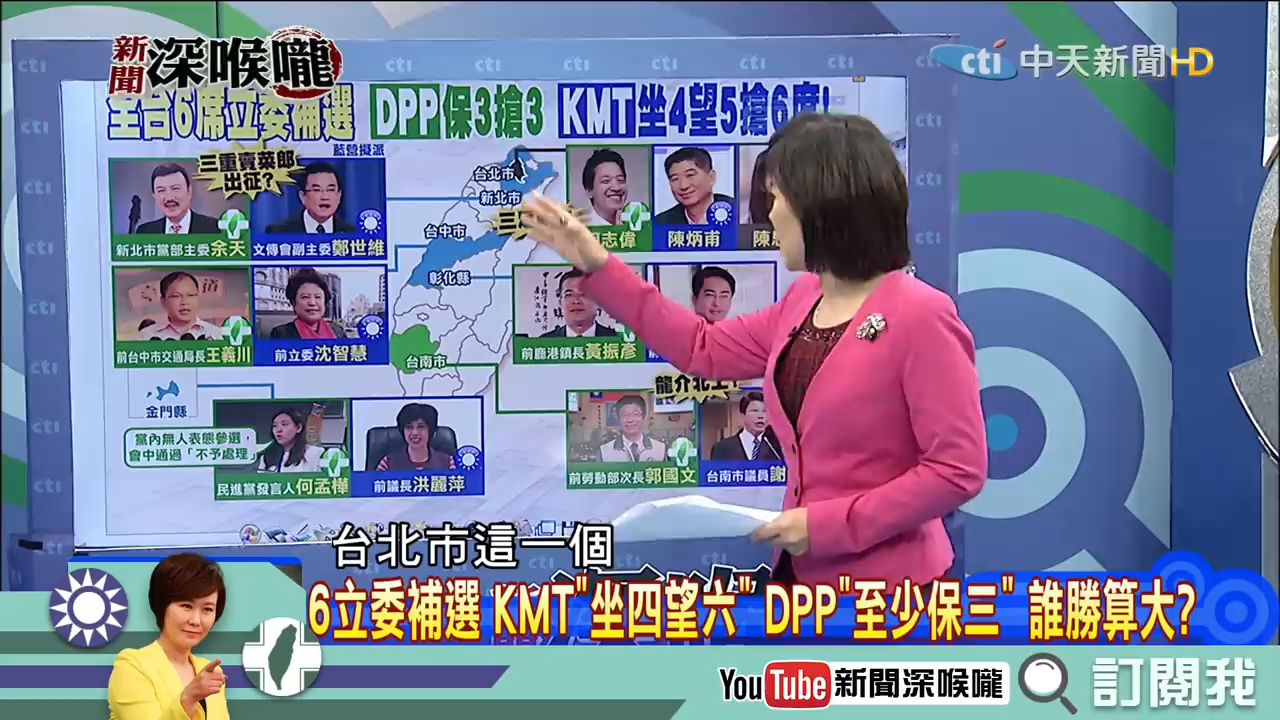 新聞深喉嚨
cti 中天新聞HD
全台6席立委補選 DPP保3搶3 KMT坐4望5搶6席!
藍營擬派
三重賣菜郎
出征?
新北市黨部主委余天
文傳會副主委鄭世維
台北市
新北市
台中市
彰化縣
台南市
志偉
陳炳甫
陳
前台中市交通局長王義川
前立委沈智慧
前鹿港鎮長黃振彥
金門縣
黨內無人表態參選,
會中通過「不予處理」
民進黨發言人何孟樺
前議長洪麗萍
龍介北上?
前勞動部次長郭國文
台南市議員謝
台北市這一個
6立委補選 KMT"坐四望六" DPP"至少保三" 誰勝算大?
YouTube 新聞深喉嚨 訂閱我